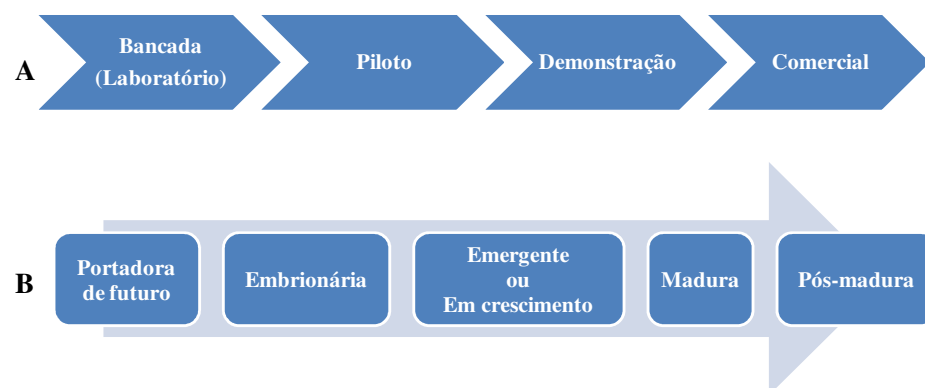 A
Bancada
(Laboratório)
Piloto
Demonstração
Comercial
B
Portadora
de futuro
Embrionária
Emergente
ou
Em crescimento
Madura
Pós-madura